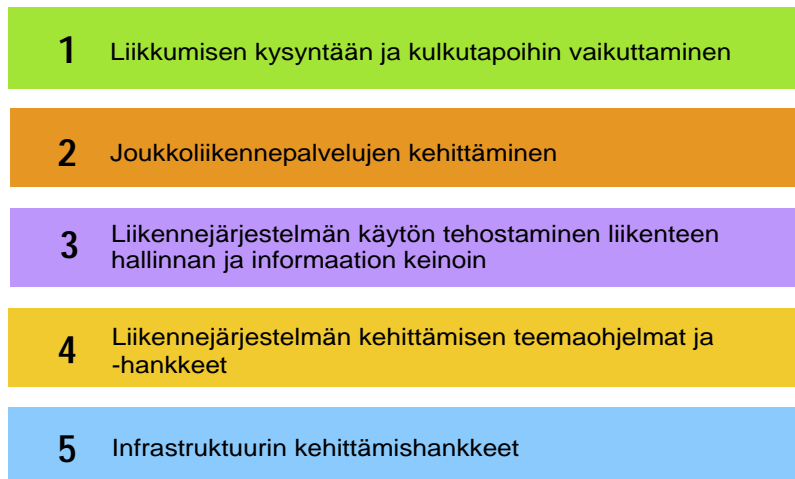 1 Liikkumisen kysyntään ja kulkutapoihin vaikuttaminen
2 Joukkoliikennepalvelujen kehittäminen
3 Liikennejärjestelmän käytön tehostaminen liikenteen
hallinnan ja informaation keinoin
4 Liikennejärjestelmän kehittämisen teemaohjelmat ja
-hankkeet
5 Infrastruktuurin kehittämishankkeet